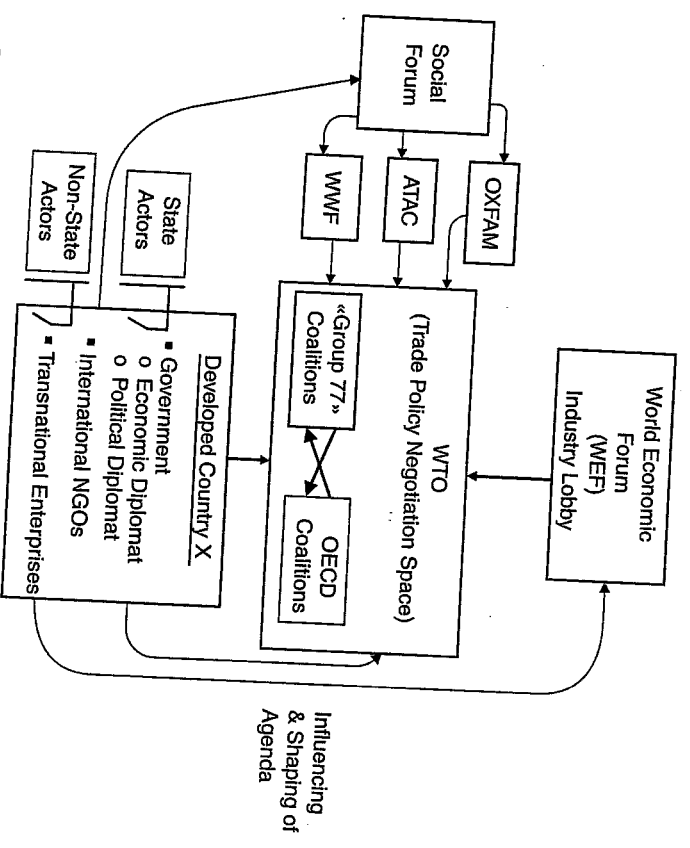 World Economic
Forum
(WEF)
Industry Lobby
Social
Forum
OXFAM
ATAC
WWF
WTO
(Trade Policy Negotiation Space)
«Group 77»
Coalitions
OECD
Coalitions
Influencing
& Shaping of
Agenda
State
Actors
Non-State
Actors
Developed Country X
▪ Government
o Economic Diplomat
o Political Diplomat
▪ International NGOs
▪ Transnational Enterprises